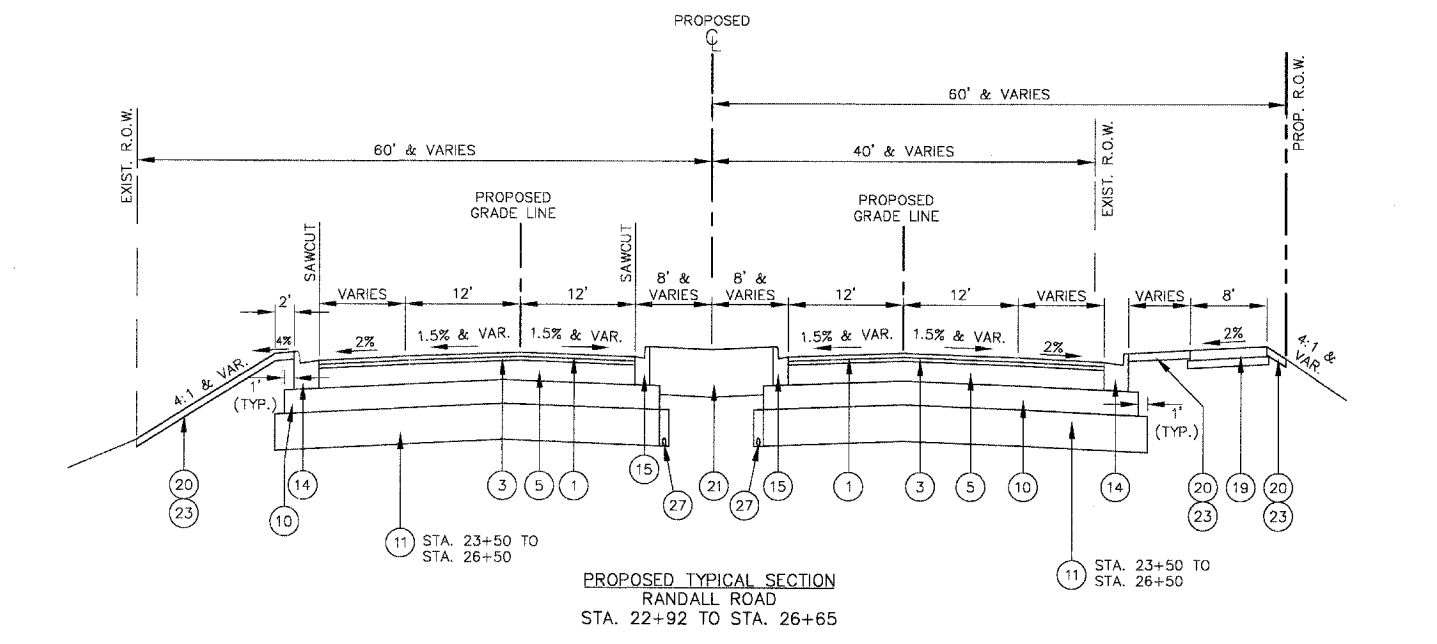 PROPOSED
℄
60' & VARIES
PROP. R.O.W.
EXIST. R.O.W.
60' & VARIES
40' & VARIES
EXIST. R.O.W.
PROPOSED
GRADE LINE
PROPOSED
GRADE LINE
SAWCUT
SAWCUT
2'
VARIES
12'
12'
8' &
VARIES
8' &
VARIES
12'
12'
VARIES
VARIES
8'
4%
2%
1.5% & VAR.
1.5% & VAR.
1.5% & VAR.
1.5% & VAR.
2%
2%
4:1 & VAR.
4:1 &
VAR.
1'
(TYP.)
1'
(TYP.)
20
23
10
14
3
5
1
15
27
21
27
15
1
3
5
10
14
20
23
19
20
23
11 STA. 23+50 TO
STA. 26+50
11 STA. 23+50 TO
STA. 26+50
PROPOSED TYPICAL SECTION
RANDALL ROAD
STA. 22+92 TO STA. 26+65